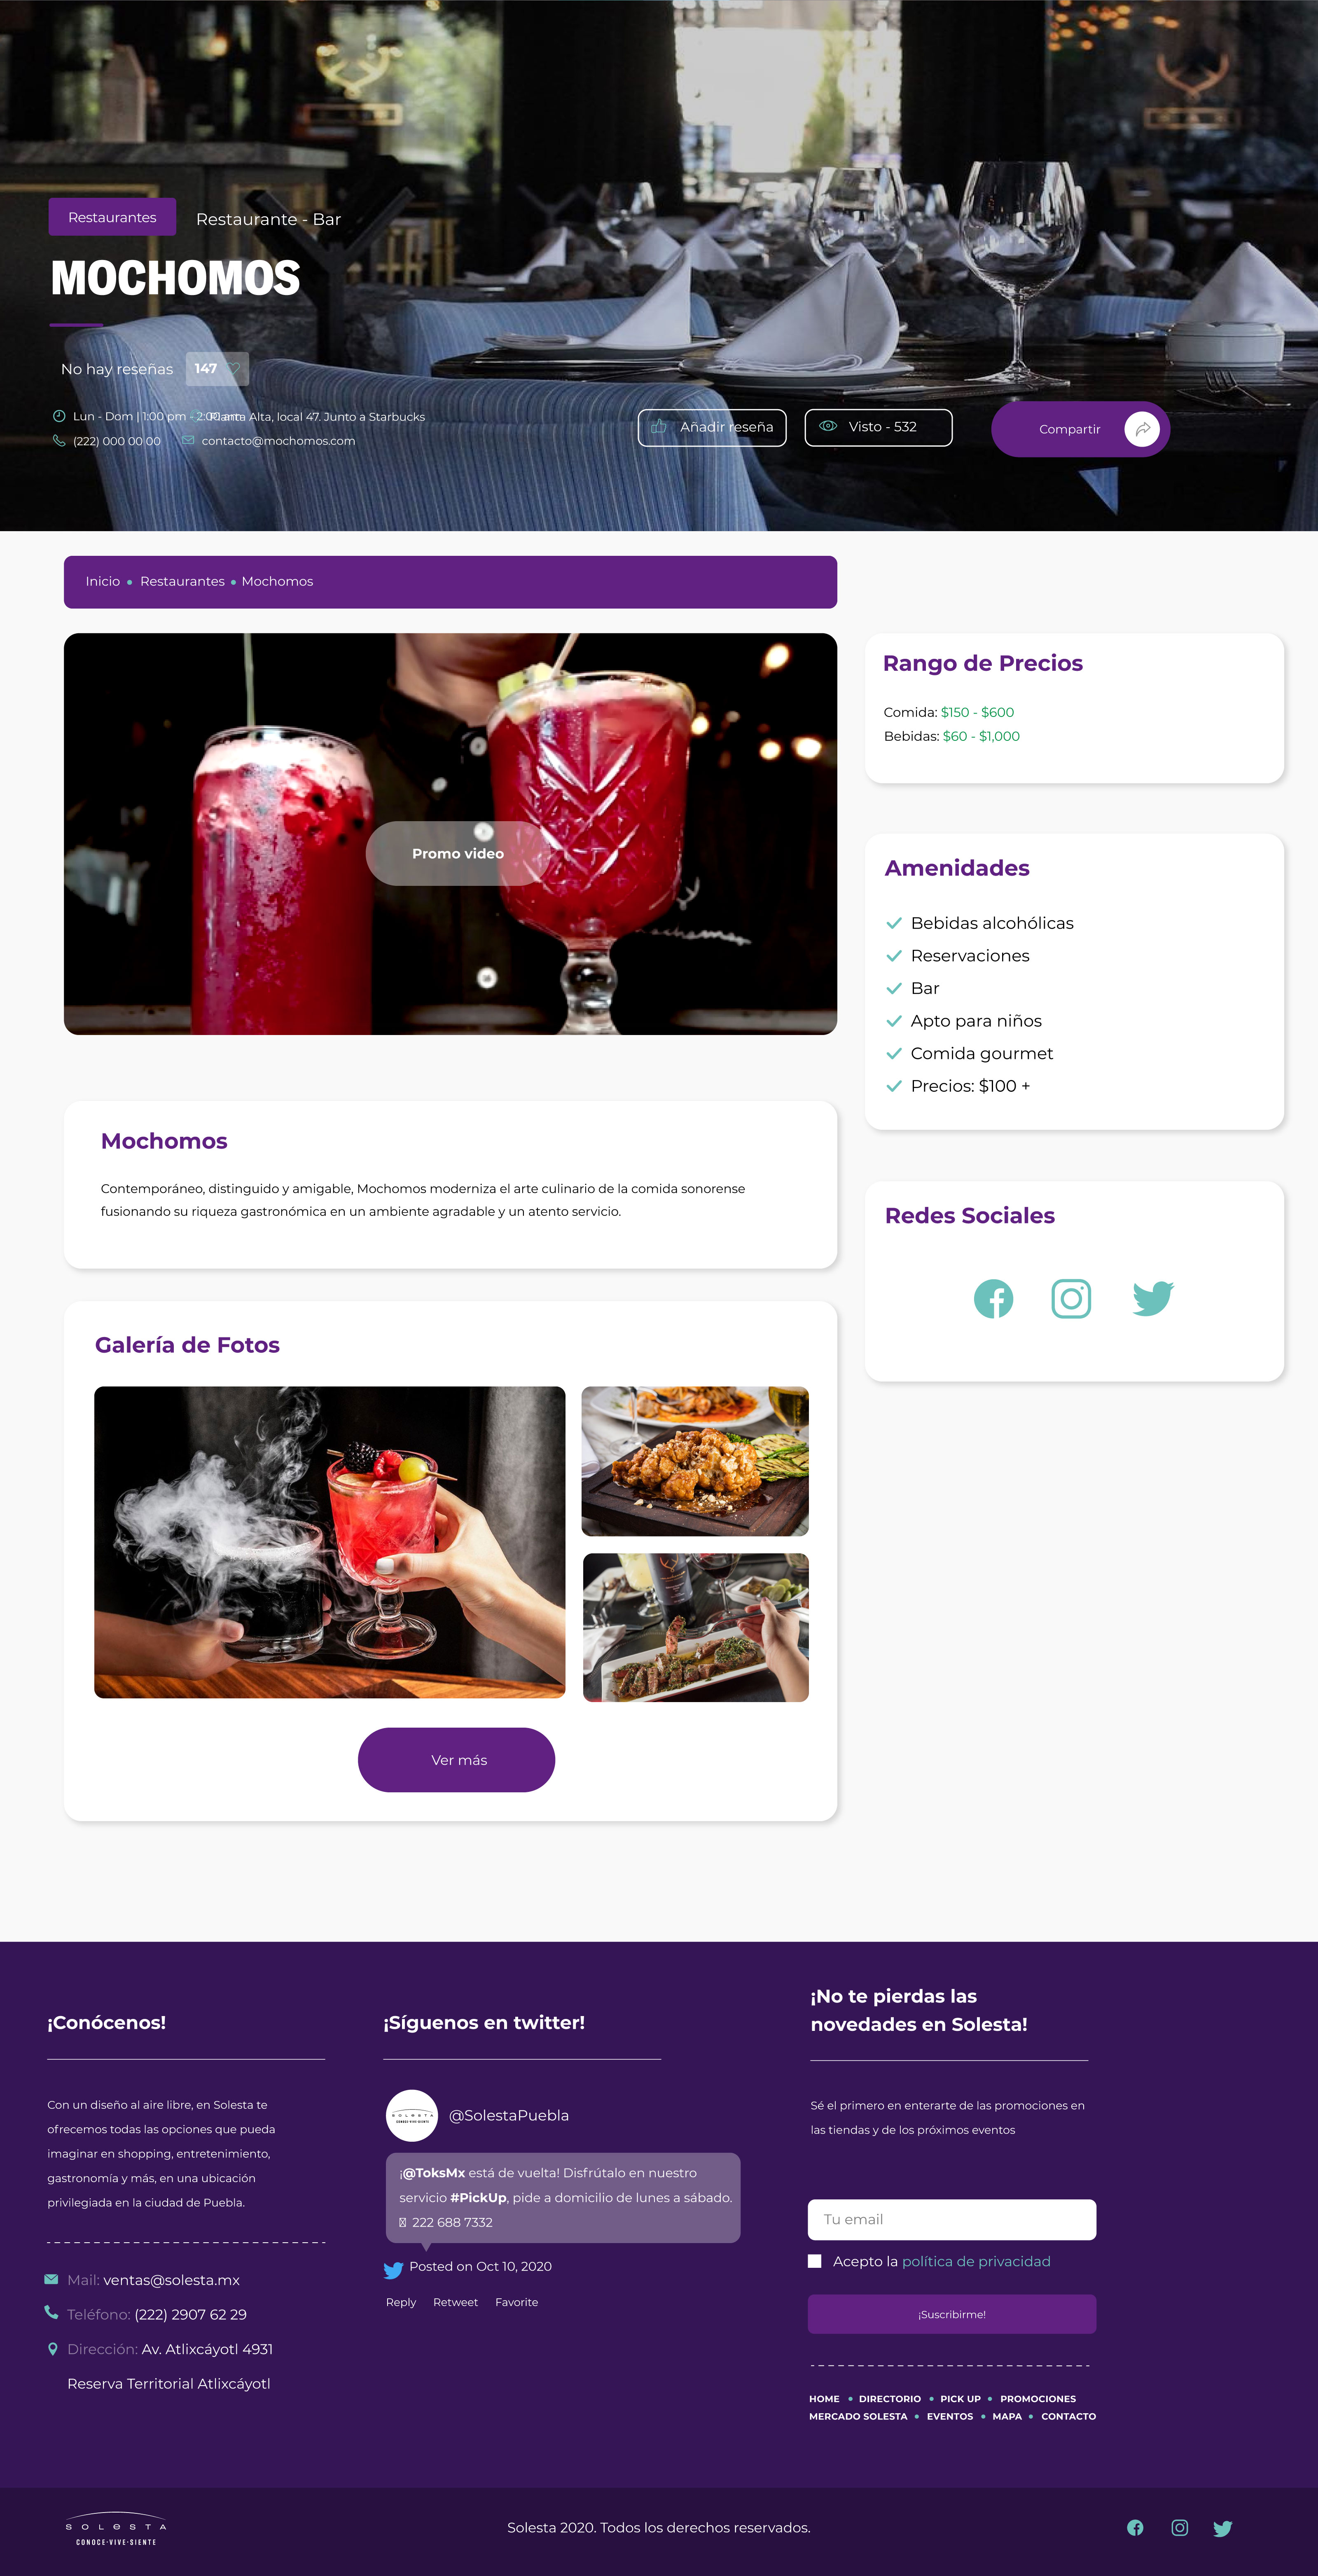 Restaurantes
Restaurante - Bar
MOCHOMOS
No hay reseñas
147
Lun - Dom | 1:00 pm - 2:00 am
Planta Alta, local 47. Junto a Starbucks
(222) 000 00 00
contacto@mochomos.com
Añadir reseña
Visto - 532
Compartir
Inicio • Restaurantes • Mochomos
Promo video
Rango de Precios
Comida: $150 - $600
Bebidas: $60 - $1,000
Amenidades
Bebidas alcohólicas
Reservaciones
Bar
Apto para niños
Comida gourmet
Precios: $100 +
Mochomos
Contemporáneo, distinguido y amigable, Mochomos moderniza el arte culinario de la comida sonorense
fusionando su riqueza gastronómica en un ambiente agradable y un atento servicio.
Redes Sociales
Galería de Fotos
Ver más
¡Conócenos!
Con un diseño al aire libre, en Solesta te
ofrecemos todas las opciones que pueda
imaginar en shopping, entretenimiento,
gastronomía y más, en una ubicación
privilegiada en la ciudad de Puebla.
Mail: ventas@solesta.mx
Teléfono: (222) 2907 62 29
Dirección: Av. Atlixcáyotl 4931
Reserva Territorial Atlixcáyotl
¡Síguenos en twitter!
SOLESTA
CONOCE·VIVE·SIENTE
@SolestaPuebla
¡@ToksMx está de vuelta! Disfrútalo en nuestro
servicio #PickUp, pide a domicilio de lunes a sábado.
222 688 7332
Posted on Oct 10, 2020
Reply Retweet Favorite
¡No te pierdas las
novedades en Solesta!
Sé el primero en enterarte de las promociones en
las tiendas y de los próximos eventos
Tu email
Acepto la política de privacidad
¡Suscribirme!
HOME • DIRECTORIO • PICK UP • PROMOCIONES
MERCADO SOLESTA • EVENTOS • MAPA • CONTACTO
SOLESTA
CONOCE·VIVE·SIENTE
Solesta 2020. Todos los derechos reservados.